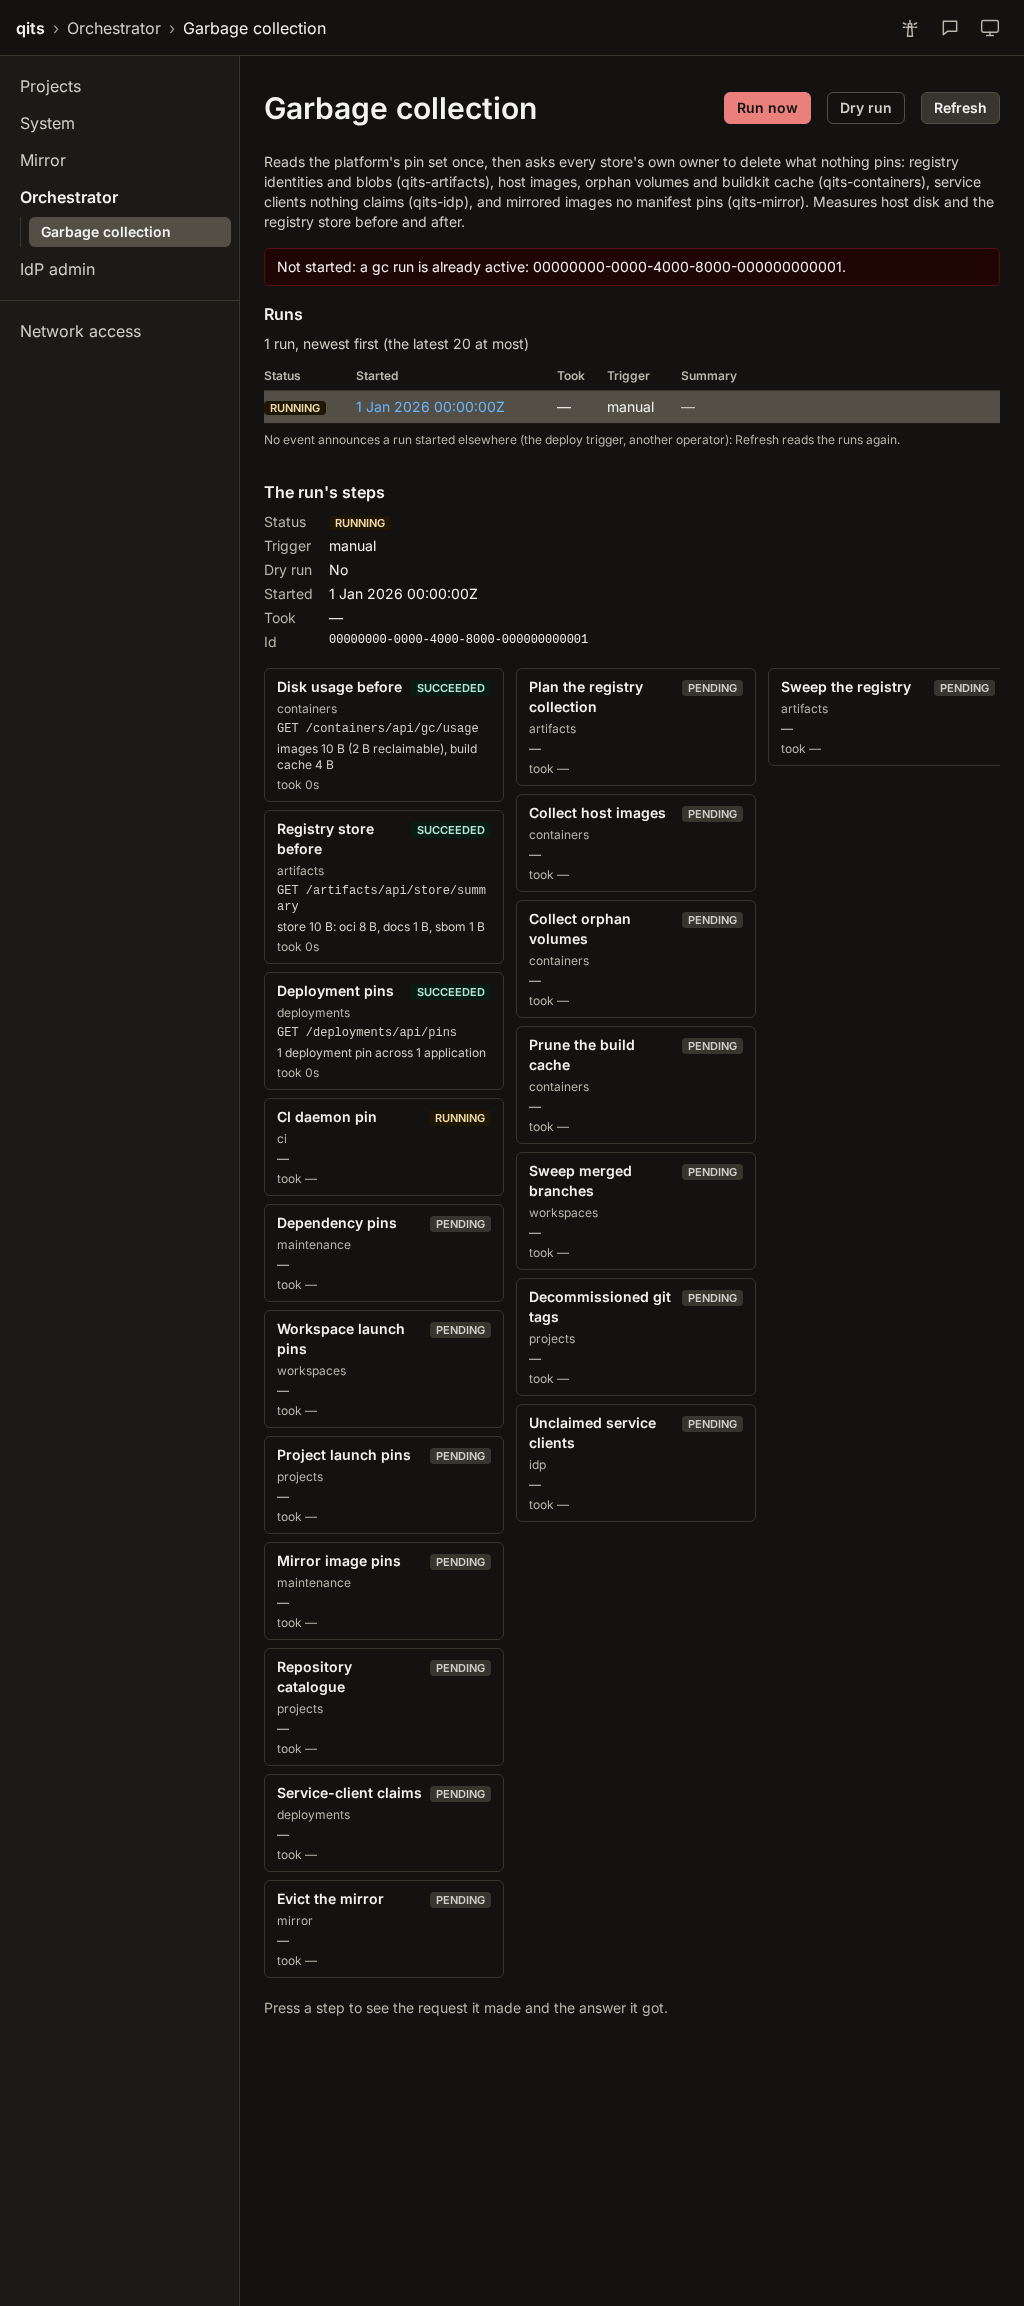 qits › Orchestrator › Garbage collection
Projects
System
Mirror
Orchestrator
Garbage collection
IdP admin
Network access
Garbage collection
Run now
Dry run
Refresh
Reads the platform's pin set once, then asks every store's own owner to delete what nothing pins: registry
identities and blobs (qits-artifacts), host images, orphan volumes and buildkit cache (qits-containers), service
clients nothing claims (qits-idp), and mirrored images no manifest pins (qits-mirror). Measures host disk and the
registry store before and after.
Not started: a gc run is already active: 00000000-0000-4000-8000-000000000001.
Runs
1 run, newest first (the latest 20 at most)
Status Started Took Trigger Summary
RUNNING 1 Jan 2026 00:00:00Z — manual —
No event announces a run started elsewhere (the deploy trigger, another operator): Refresh reads the runs again.
The run's steps
Status RUNNING
Trigger manual
Dry run No
Started 1 Jan 2026 00:00:00Z
Took —
Id 00000000-0000-4000-8000-000000000001
Disk usage before SUCCEEDED
containers
GET /containers/api/gc/usage
images 10 B (2 B reclaimable), build
cache 4 B
took 0s
Registry store SUCCEEDED
before
artifacts
GET /artifacts/api/store/summ
ary
store 10 B: oci 8 B, docs 1 B, sbom 1 B
took 0s
Deployment pins SUCCEEDED
deployments
GET /deployments/api/pins
1 deployment pin across 1 application
took 0s
CI daemon pin RUNNING
ci
—
took —
Dependency pins PENDING
maintenance
—
took —
Workspace launch PENDING
pins
workspaces
—
took —
Project launch pins PENDING
projects
—
took —
Mirror image pins PENDING
maintenance
—
took —
Repository PENDING
catalogue
projects
—
took —
Service-client claims PENDING
deployments
—
took —
Evict the mirror PENDING
mirror
—
took —
Plan the registry PENDING
collection
artifacts
—
took —
Collect host images PENDING
containers
—
took —
Collect orphan PENDING
volumes
containers
—
took —
Prune the build PENDING
cache
containers
—
took —
Sweep merged PENDING
branches
workspaces
—
took —
Decommissioned git PENDING
tags
projects
—
took —
Unclaimed service PENDING
clients
idp
—
took —
Sweep the registry PENDING
artifacts
—
took —
Press a step to see the request it made and the answer it got.